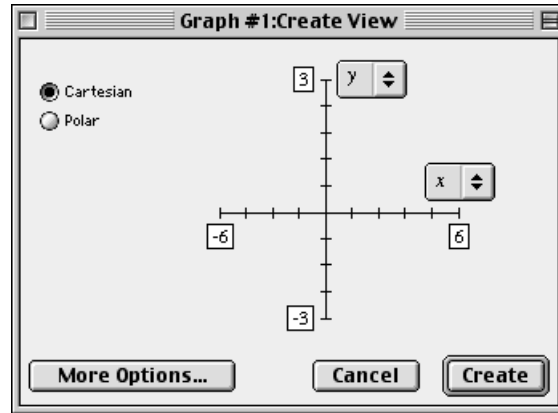 Graph #1:Create View
3 y
Cartesian
Polar
x
-6 6
-3
More Options... Cancel Create